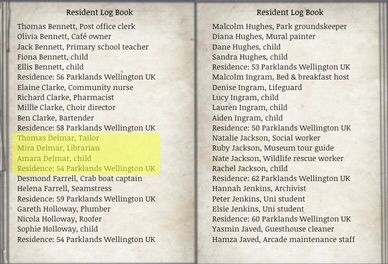 Resident Log Book
Thomas Bennett, Post office clerk
Olivia Bennett, Café owner
Jack Bennett, Primary school teacher
Fiona Bennett, child
Ellis Bennett, child
Residence: 56 Parklands Wellington UK
Elaine Clarke, Community nurse
Richard Clarke, Pharmacist
Millie Clarke, Choir director
Ben Clarke, Bartender
Residence: 58 Parklands Wellington UK
Thomas Delmar, Tailor
Mira Delmar, Librarian
Amara Delmar, child
Residence: 54 Parklands Wellington UK
Desmond Farrell, Crab boat captain
Helena Farrell, Seamstress
Residence: 59 Parklands Wellington UK
Gareth Holloway, Plumber
Nicola Holloway, Roofer
Sophie Holloway, child
Residence: 54 Parklands Wellington UK
Resident Log Book
Malcolm Hughes, Park groundskeeper
Diana Hughes, Mural painter
Dane Hughes, child
Sandra Hughes, child
Residence: 53 Parklands Wellington UK
Malcolm Ingram, Bed & breakfast host
Denise Ingram, Lifeguard
Lucy Ingram, child
Lauren Ingram, child
Aiden Ingram, child
Residence: 50 Parklands Wellington UK
Natalie Jackson, Social worker
Ruby Jackson, Museum tour guide
Nate Jackson, Wildlife rescue worker
Rachel Jackson, child
Residence: 62 Parklands Wellington UK
Hannah Jenkins, Archivist
Peter Jenkins, Uni student
Elsie Jenkins, Uni student
Residence: 60 Parklands Wellington UK
Yasmin Javed, Guesthouse cleaner
Hamza Javed, Arcade maintenance staff